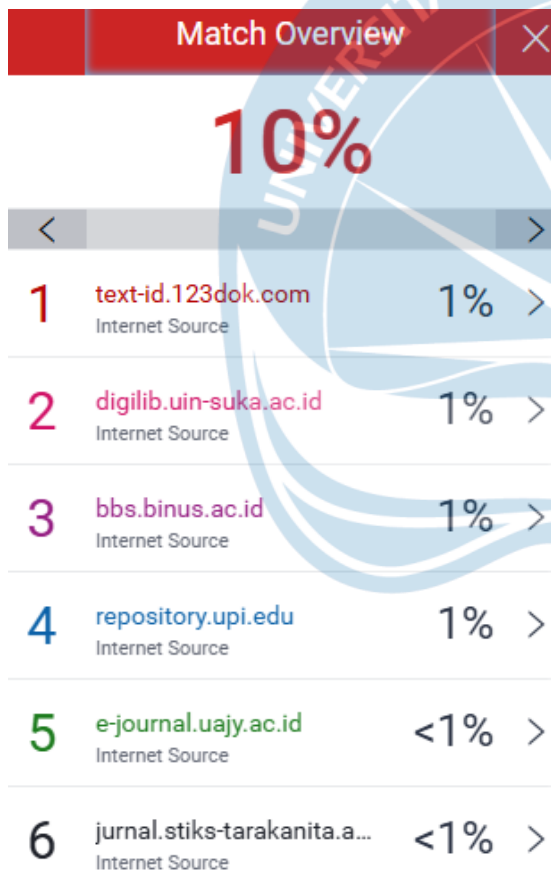 Match Overview
10%
1 text-id.123dok.com 1%
Internet Source
2 digilib.uin-suka.ac.id 1%
Internet Source
3 bbs.binus.ac.id 1%
Internet Source
4 repository.upi.edu 1%
Internet Source
5 e-journal.uajy.ac.id <1%
Internet Source
6 jurnal.stiks-tarakanita.a... <1%
Internet Source